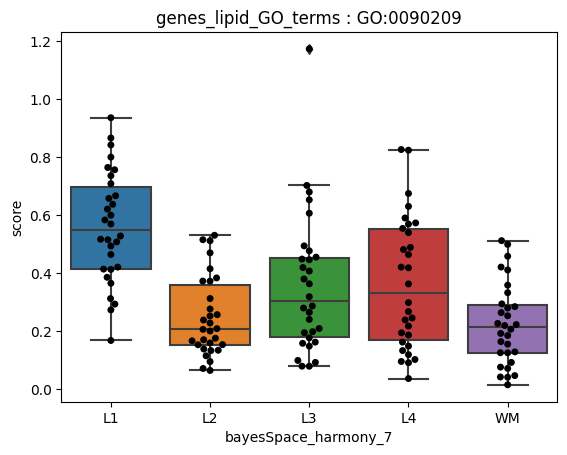 genes_lipid_GO_terms : GO:0090209
1.2
1.0
0.8
0.6
0.4
0.2
0.0
score
L1 L2 L3 L4 WM
bayesSpace_harmony_7